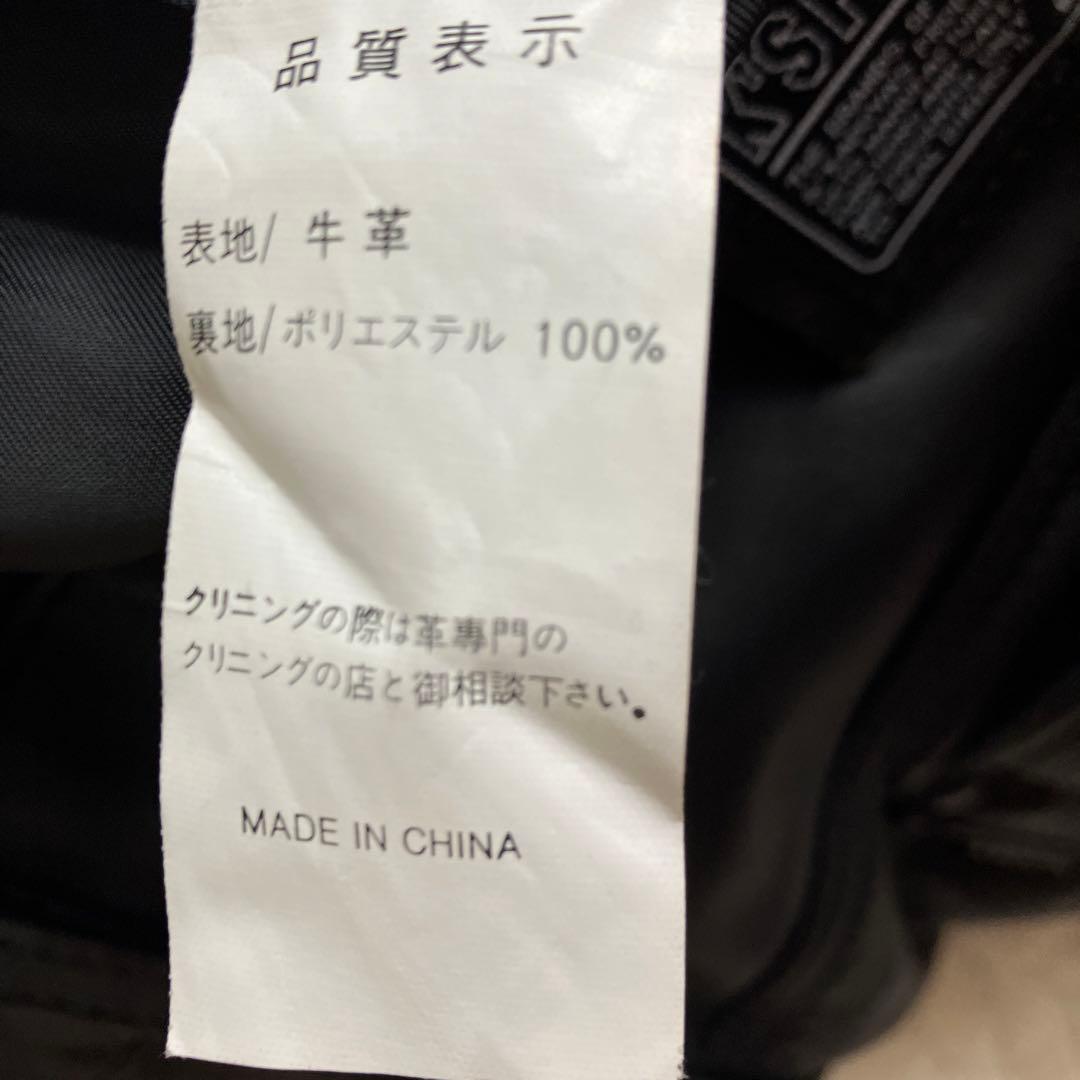 品質表示
表地/ 牛革
裏地/ポリエステル 100%
クリニングの際は革専門の
クリニングの店と御相談下さい。
MADE IN CHINA